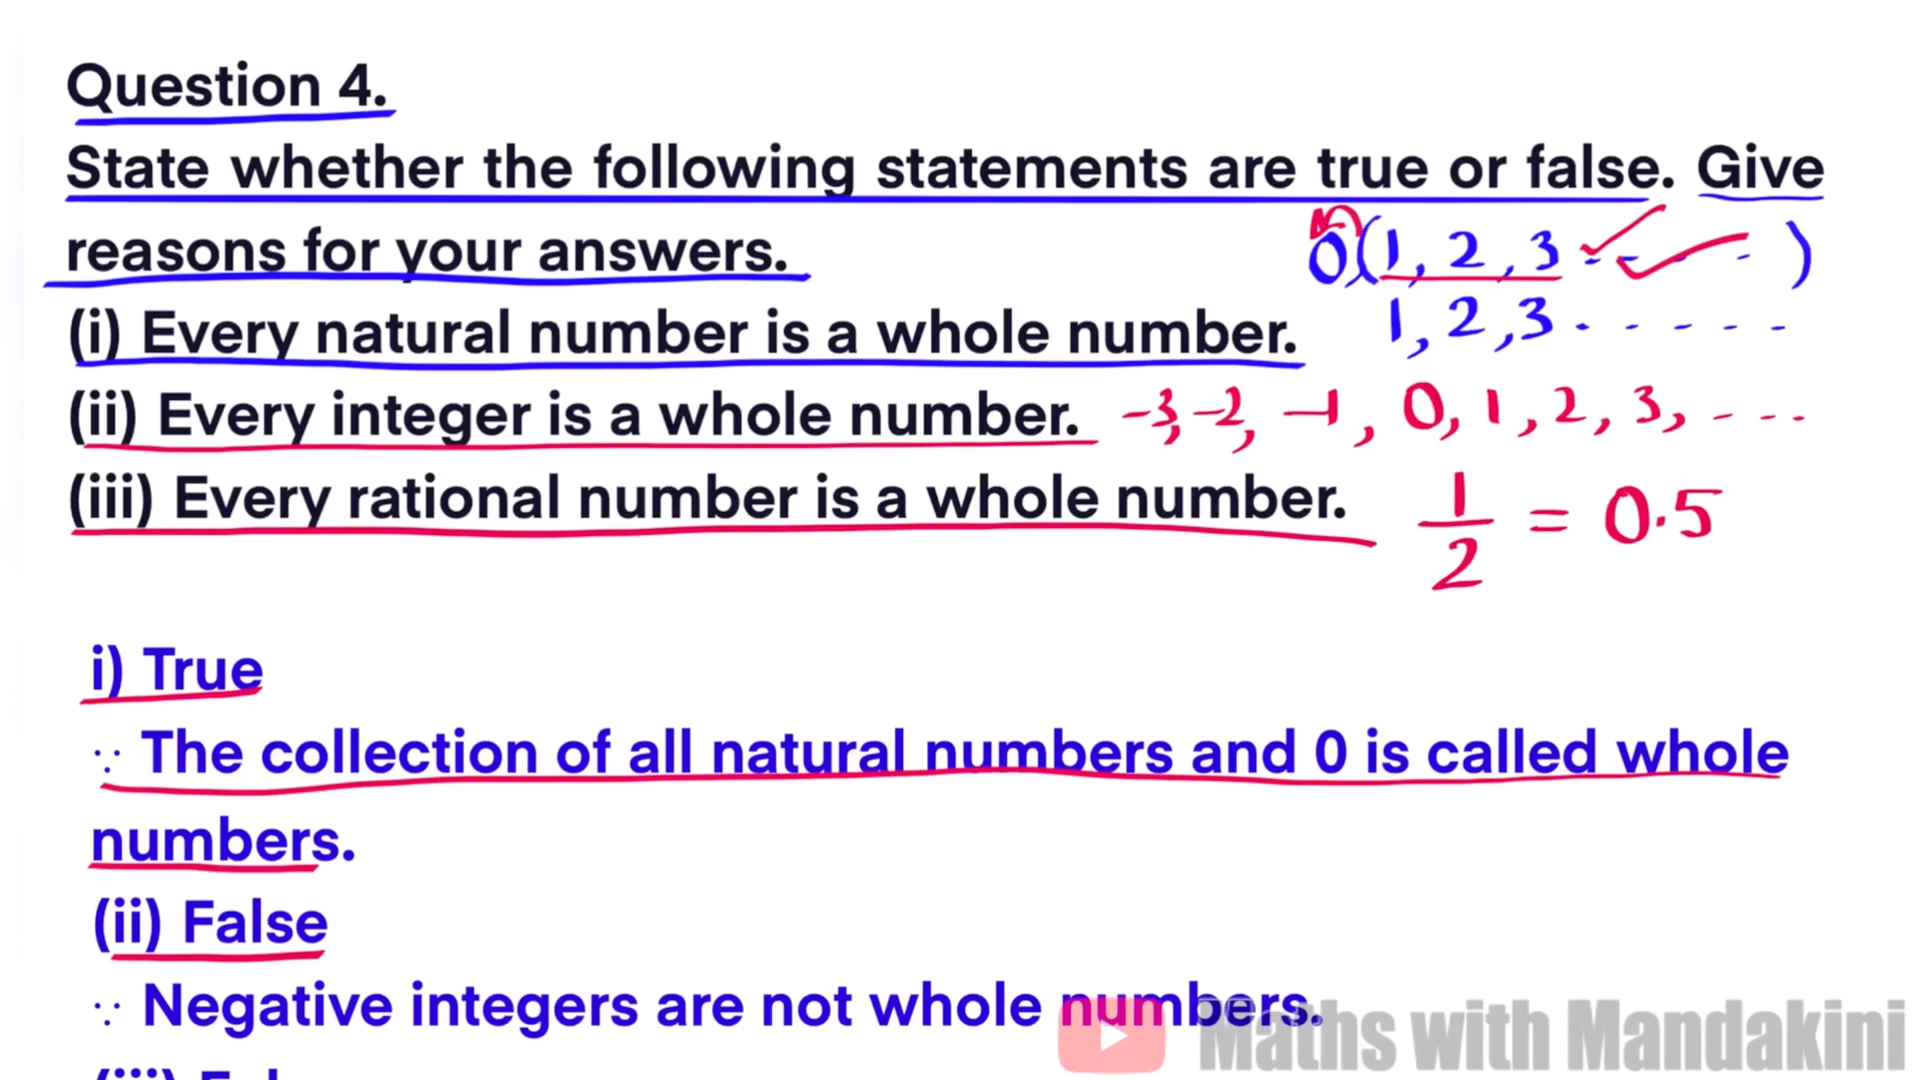 Question 4.
State whether the following statements are true or false. Give
reasons for your answers.
0,(1, 2, 3 - - - - )
(i) Every natural number is a whole number.
1, 2, 3 - - - - -
(ii) Every integer is a whole number.
-3, -2, -1, 0, 1, 2, 3, - - -
(iii) Every rational number is a whole number.
1/2 = 0.5
i) True
∵ The collection of all natural numbers and 0 is called whole
numbers.
(ii) False
∵ Negative integers are not whole numbers.
Maths with Mandakini